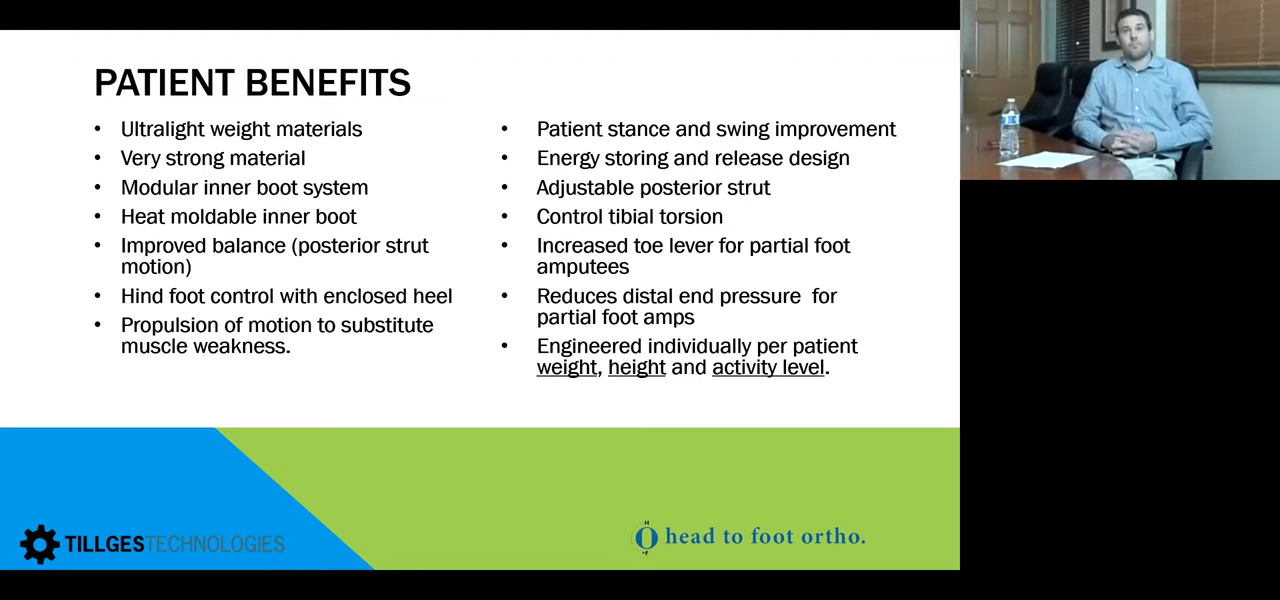 PATIENT BENEFITS
• Ultralight weight materials
• Very strong material
• Modular inner boot system
• Heat moldable inner boot
• Improved balance (posterior strut
motion)
• Hind foot control with enclosed heel
• Propulsion of motion to substitute
muscle weakness.
• Patient stance and swing improvement
• Energy storing and release design
• Adjustable posterior strut
• Control tibial torsion
• Increased toe lever for partial foot
amputees
• Reduces distal end pressure  for
partial foot amps
• Engineered individually per patient
weight, height and activity level.
TILLGESTECHNOLOGIES
head to foot ortho.